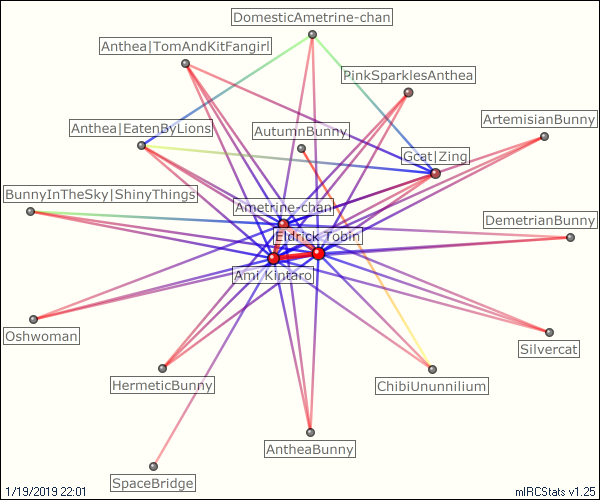 DomesticAmetrine-chan
Anthea|TomAndKitFangirl
PinkSparklesAnthea
ArtemisianBunny
Anthea|EatenByLions
AutumnBunny
Gcat|Zing
BunnyInTheSky|ShinyThings
Ametrine-chan
DemetrianBunny
Eldrick Tobin
Ami Kintaro
Oshwoman
Silvercat
HermeticBunny
ChibiUnunnilium
AntheaBunny
SpaceBridge
1/19/2019 22:01
mIRCStats v1.25